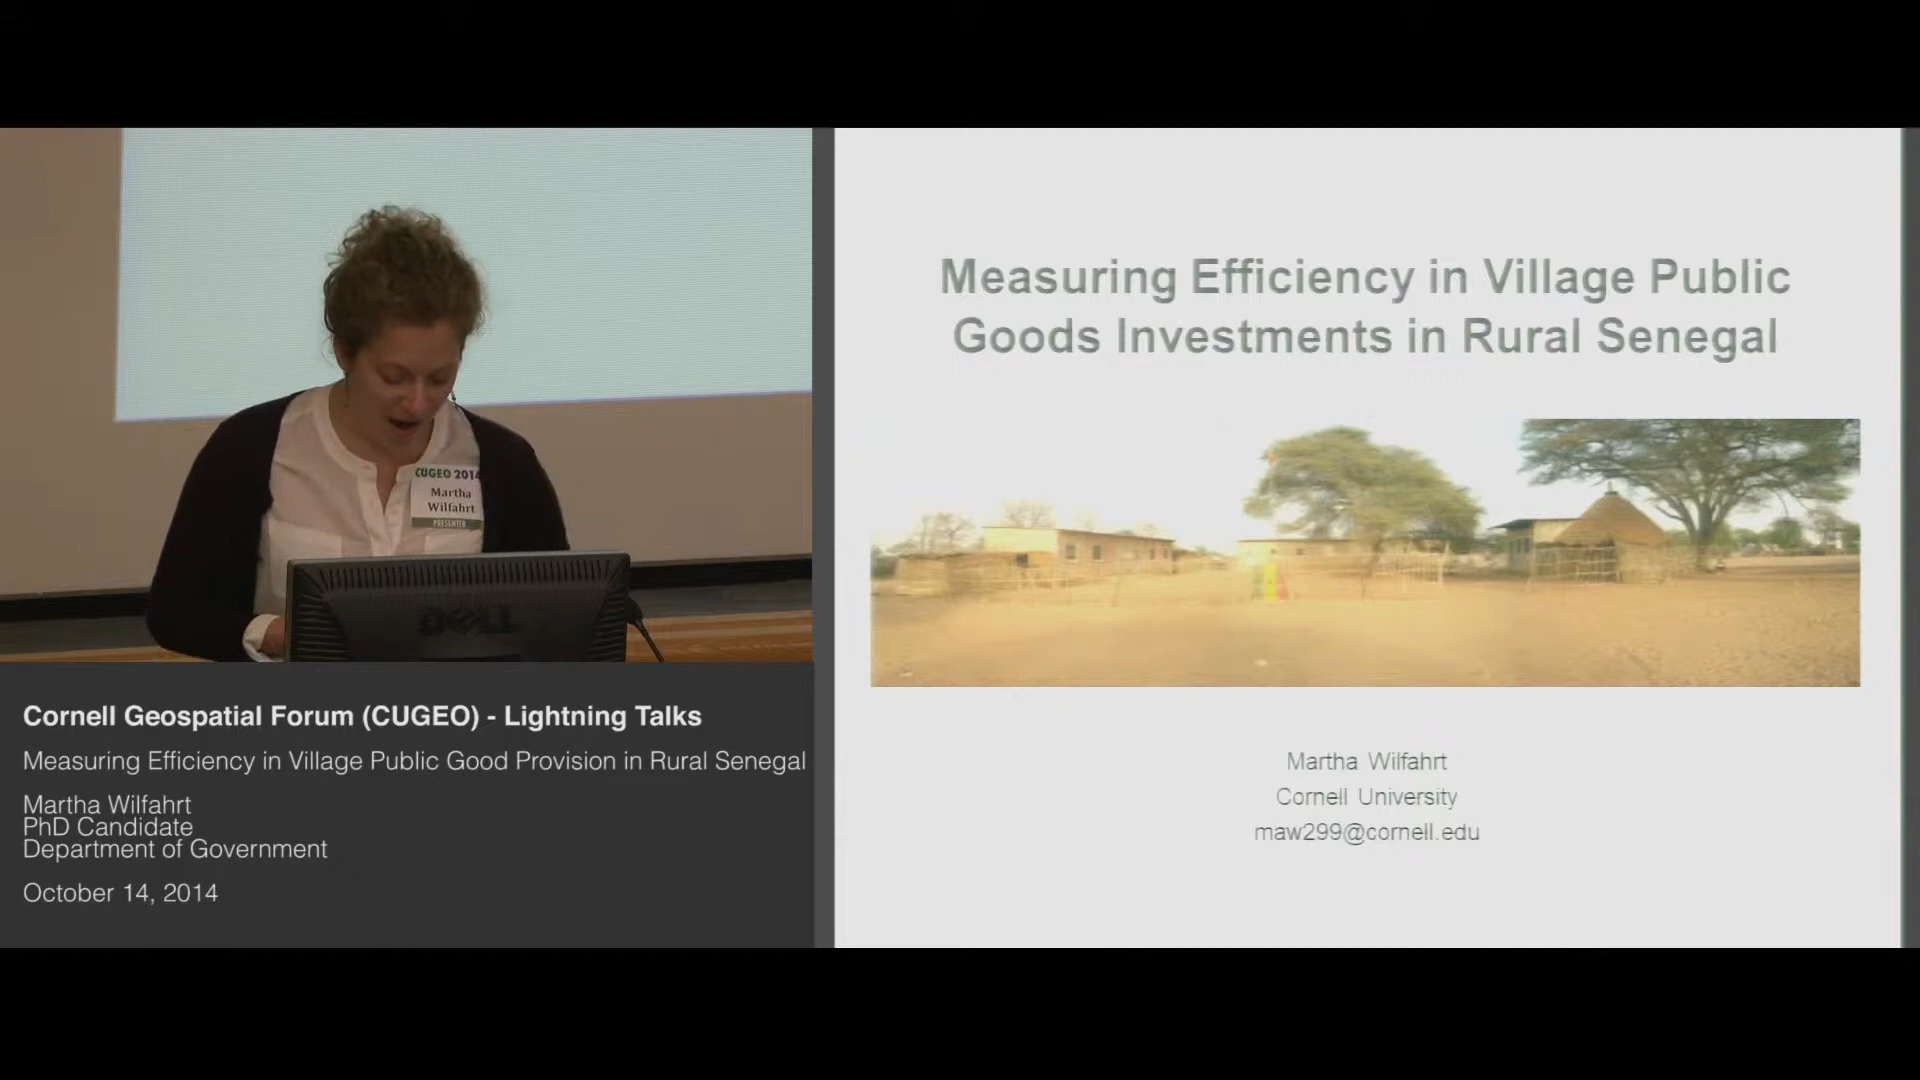 CUGEO 2014
Martha
Wilfahrt
PRESENTER
DELL
Cornell Geospatial Forum (CUGEO) - Lightning Talks
Measuring Efficiency in Village Public Good Provision in Rural Senegal
Martha Wilfahrt
PhD Candidate
Department of Government
October 14, 2014
Measuring Efficiency in Village Public
Goods Investments in Rural Senegal
Martha Wilfahrt
Cornell University
maw299@cornell.edu